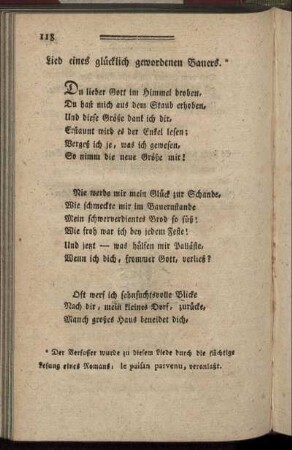 118
Lied eines glücklich gewordenen Bauers. *
Du lieber Gott im Himmel droben,
Du hast mich aus dem Staub erhoben,
Und diese Größe dank ich dir,
Erstaunt wird es der Enkel lesen:
Vergeß ich je, was ich gewesen,
So nimm die neue Größe mir!
Nie werde mir mein Glück zur Schande,
Wie schmeckte mir im Bauernstande
Mein schwerverdientes Brod so süß!
Wie froh war ich bey jedem Feste!
Und jezt — was hülfen mir Palläste,
Wenn ich dich, frommer Gott, verließ?
Oft werf ich sehnsuchtsvolle Blicke
Nach dir, mein kleines Dorf, zurücke,
Manch großes Haus beneidet dich,
* Der Verfasser wurde zu diesem Liede durch die flüchtige
Lesung eines Romans: le païsan parvenu, veranlaßt.